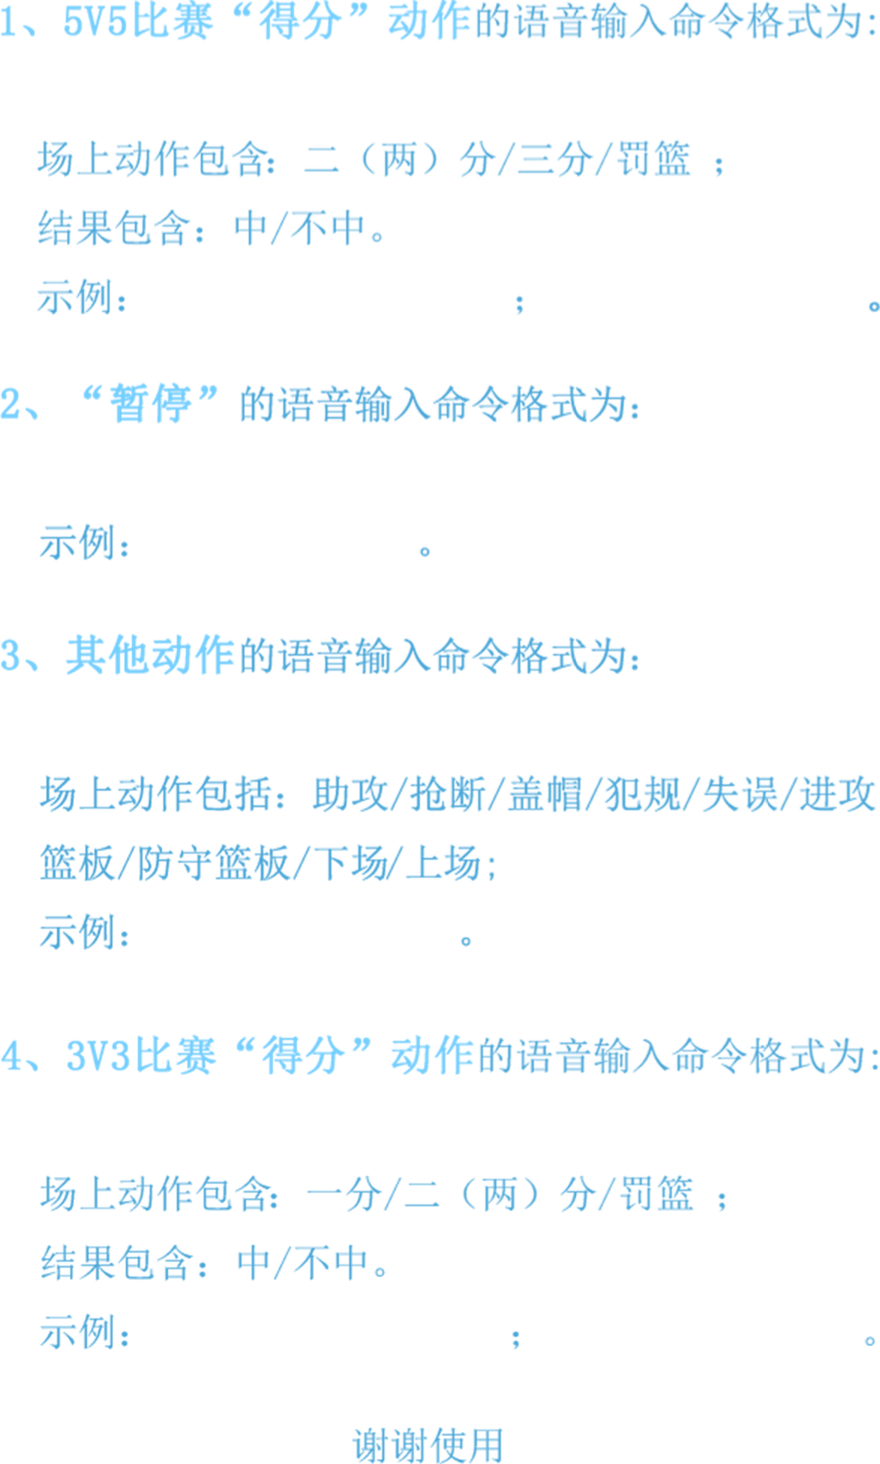 1、5V5比赛“得分”动作的语音输入命令格式为:
场上动作包含: 二（两）分/三分/罚篮 ；
结果包含：中/不中。
示例： ； 。
2、“暂停”的语音输入命令格式为:
示例： 。
3、其他动作的语音输入命令格式为:
场上动作包括：助攻/抢断/盖帽/犯规/失误/进攻
篮板/防守篮板/下场/上场;
示例： 。
4、3V3比赛“得分”动作的语音输入命令格式为:
场上动作包含: 一分/二（两）分/罚篮 ；
结果包含：中/不中。
示例： ； 。
谢谢使用